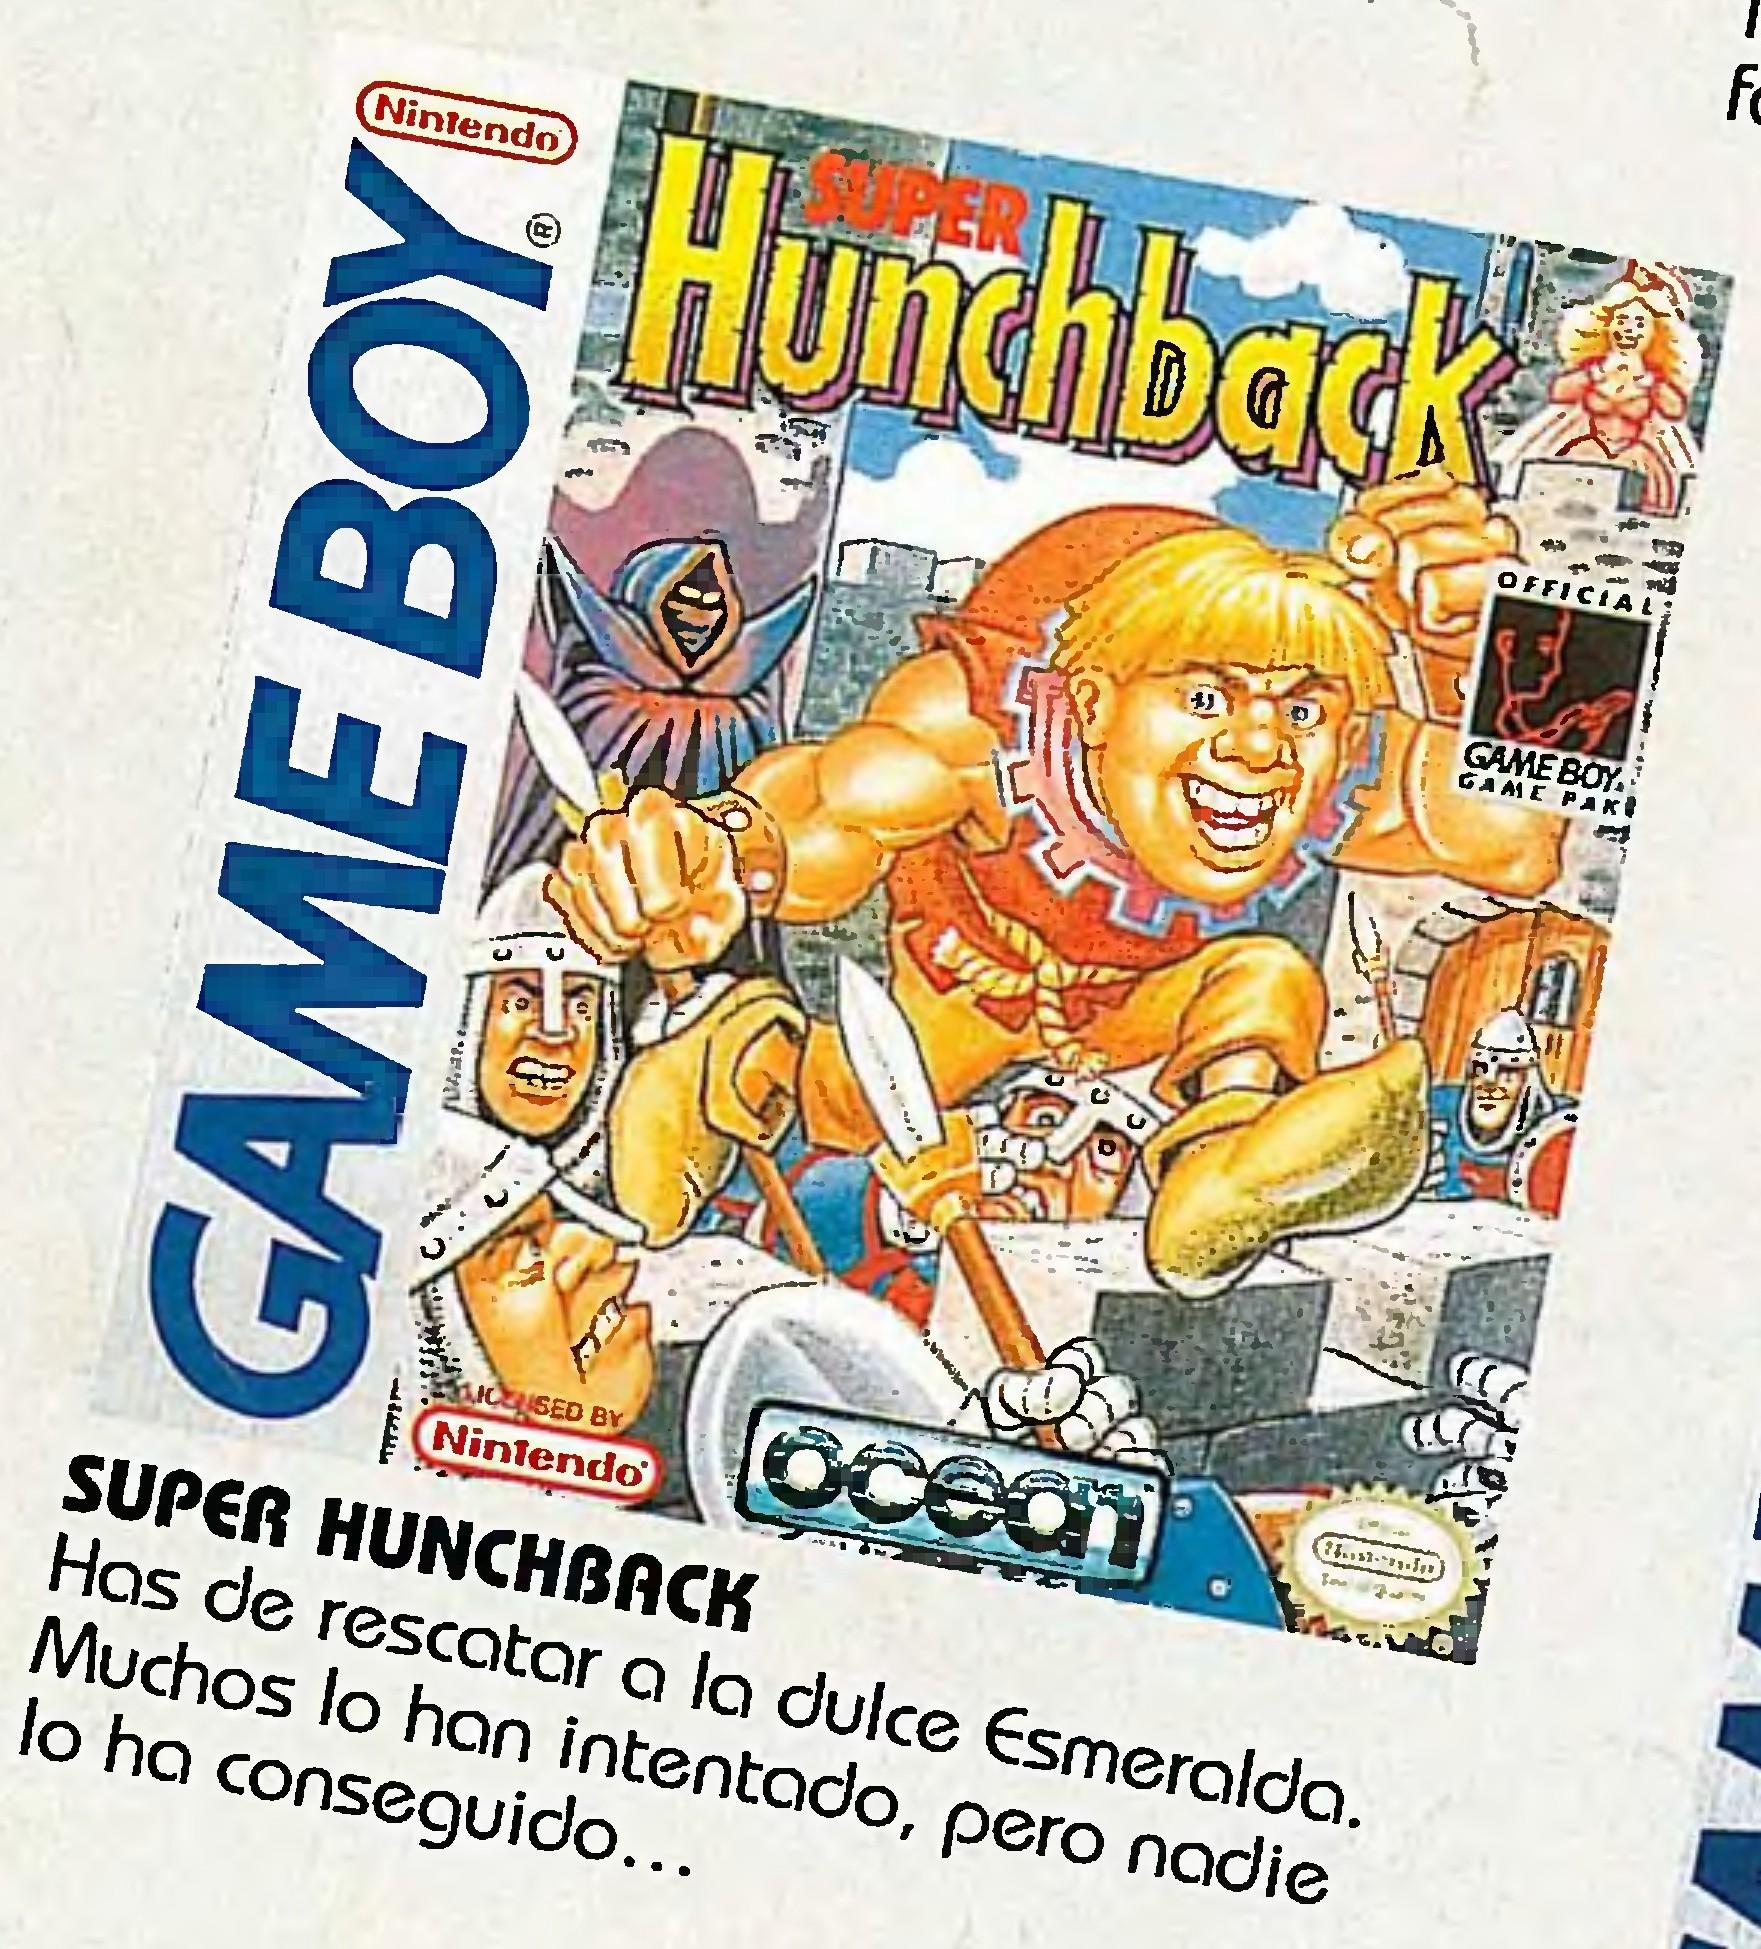 Nintendo
GAME BOY®
SUPER
Hunchback
OFFICIAL
GAME BOY
GAME PAK
LICENSED BY
Nintendo
ocean
SUPER HUNCHBACK
Has de rescatar a la dulce Esmeralda.
Muchos lo han intentado, pero nadie
lo ha conseguido...